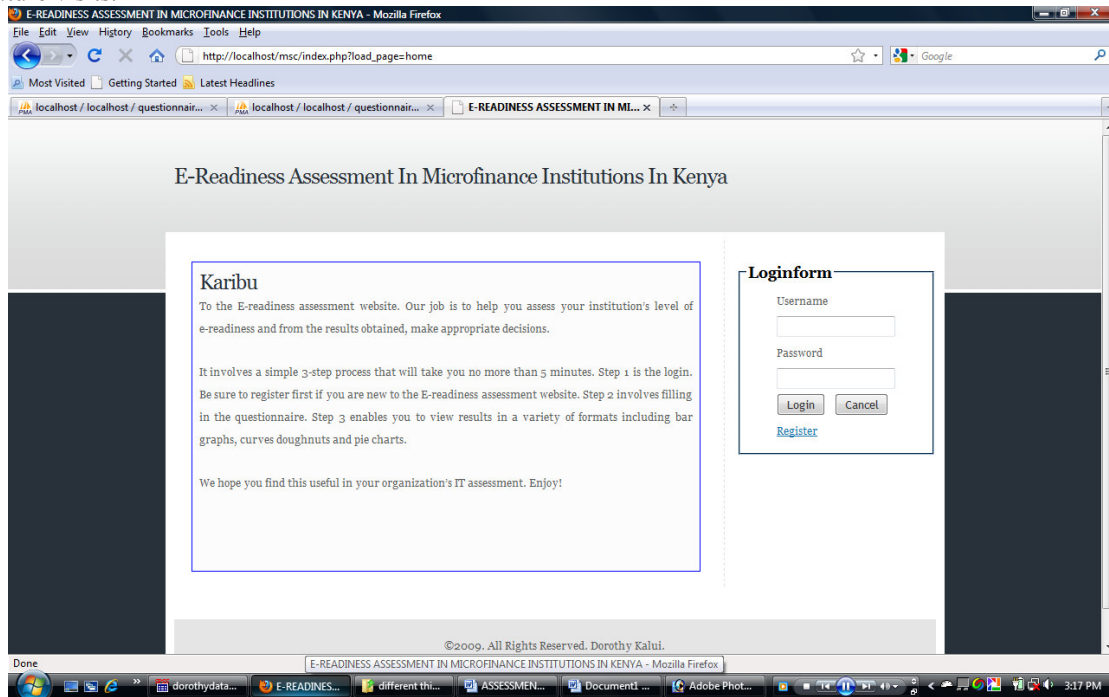 E-READINESS ASSESSMENT IN MICROFINANCE INSTITUTIONS IN KENYA - Mozilla Firefox
File Edit View History Bookmarks Tools Help
http://localhost/msc/index.php?load_page=home
Google
Most Visited Getting Started Latest Headlines
localhost / localhost / questionnair... localhost / localhost / questionnair... E-READINESS ASSESSMENT IN MI...
E-Readiness Assessment In Microfinance Institutions In Kenya
Karibu
To the E-readiness assessment website. Our job is to help you assess your institution's level of
e-readiness and from the results obtained, make appropriate decisions.
It involves a simple 3-step process that will take you no more than 5 minutes. Step 1 is the login.
Be sure to register first if you are new to the E-readiness assessment website. Step 2 involves filling
in the questionnaire. Step 3 enables you to view results in a variety of formats including bar
graphs, curves doughnuts and pie charts.
We hope you find this useful in your organization's IT assessment. Enjoy!
Loginform
Username
Password
Login Cancel
Register
©2009. All Rights Reserved. Dorothy Kalui.
Done
E-READINESS ASSESSMENT IN MICROFINANCE INSTITUTIONS IN KENYA - Mozilla Firefox
dorothydata... E-READINES... different thi... ASSESSMEN... Document1 ... Adobe Phot... 3:17 PM